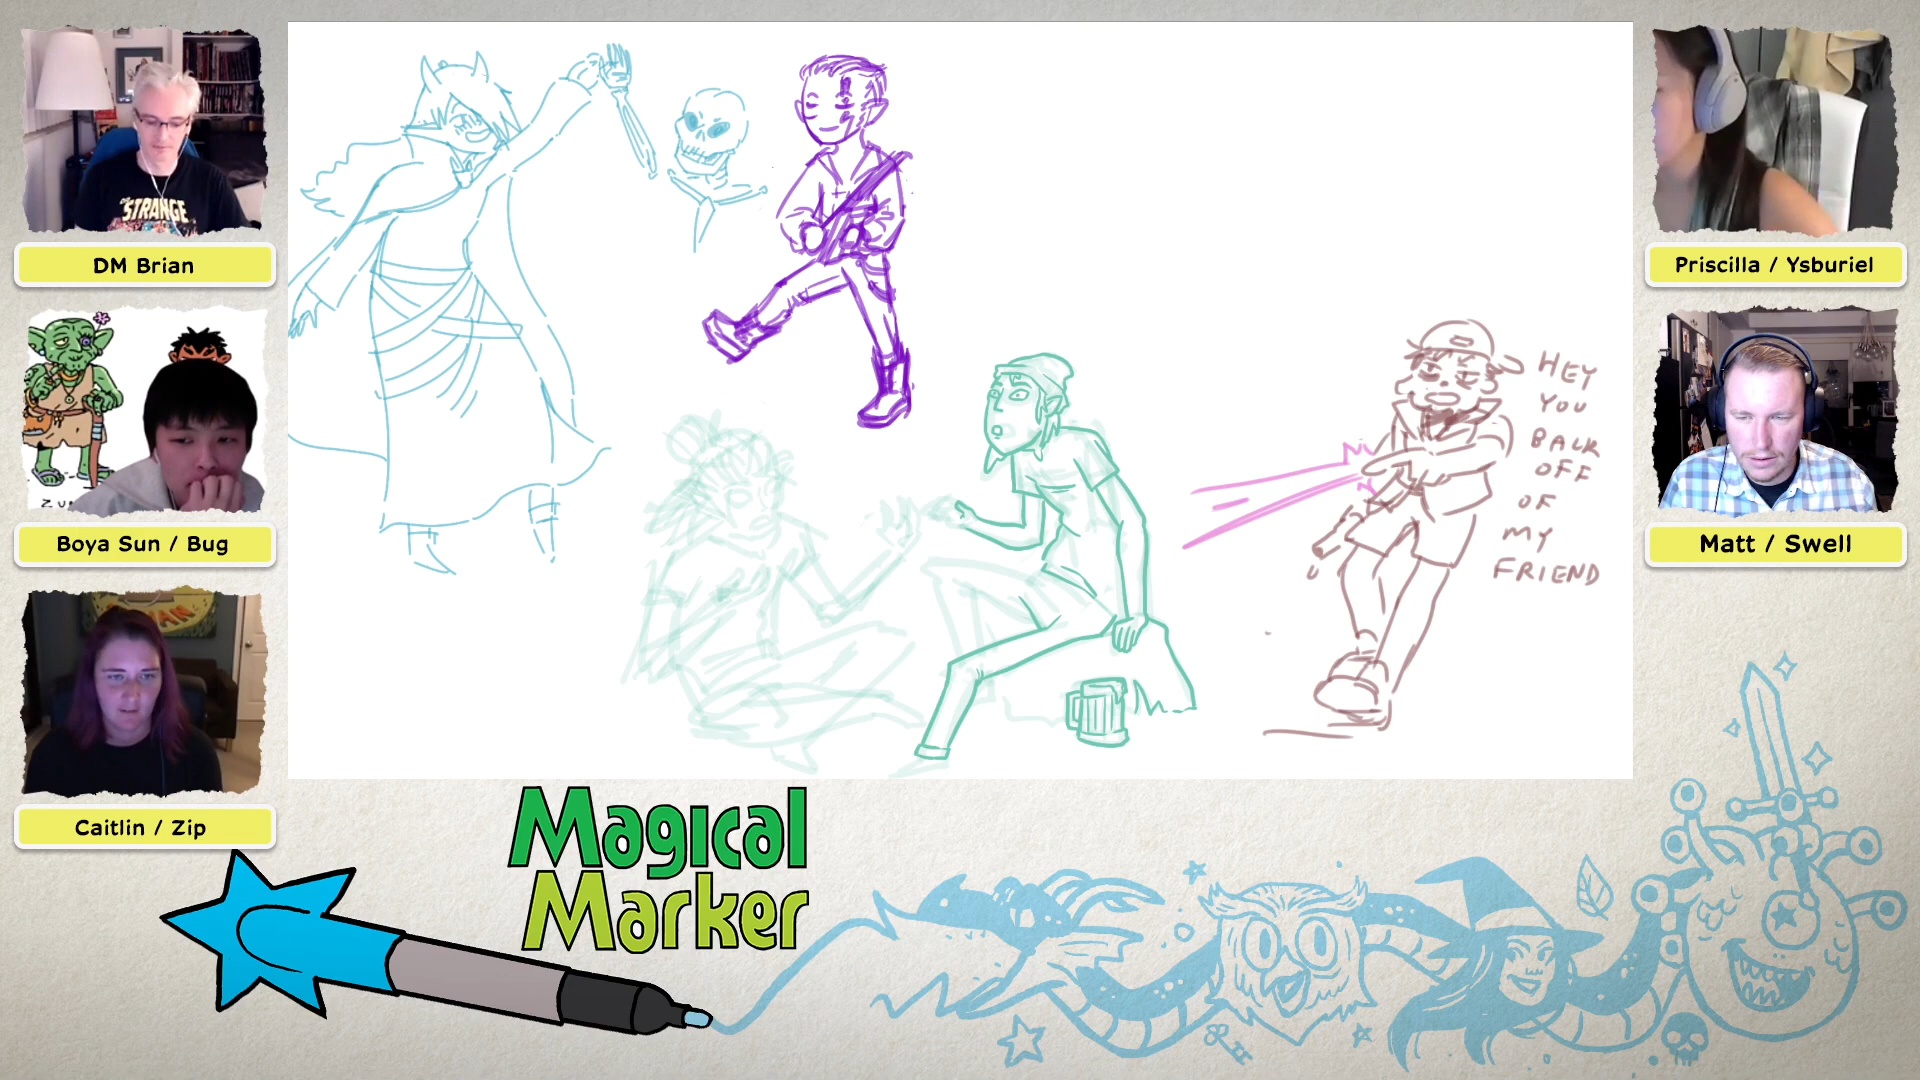 STRANGE
DM Brian
ZU
Boya Sun / Bug
Caitlin / Zip
Priscilla / Ysburiel
Matt / Swell
HEY
YOU
BACK
OFF
OF
MY
FRIEND
Magical
Marker